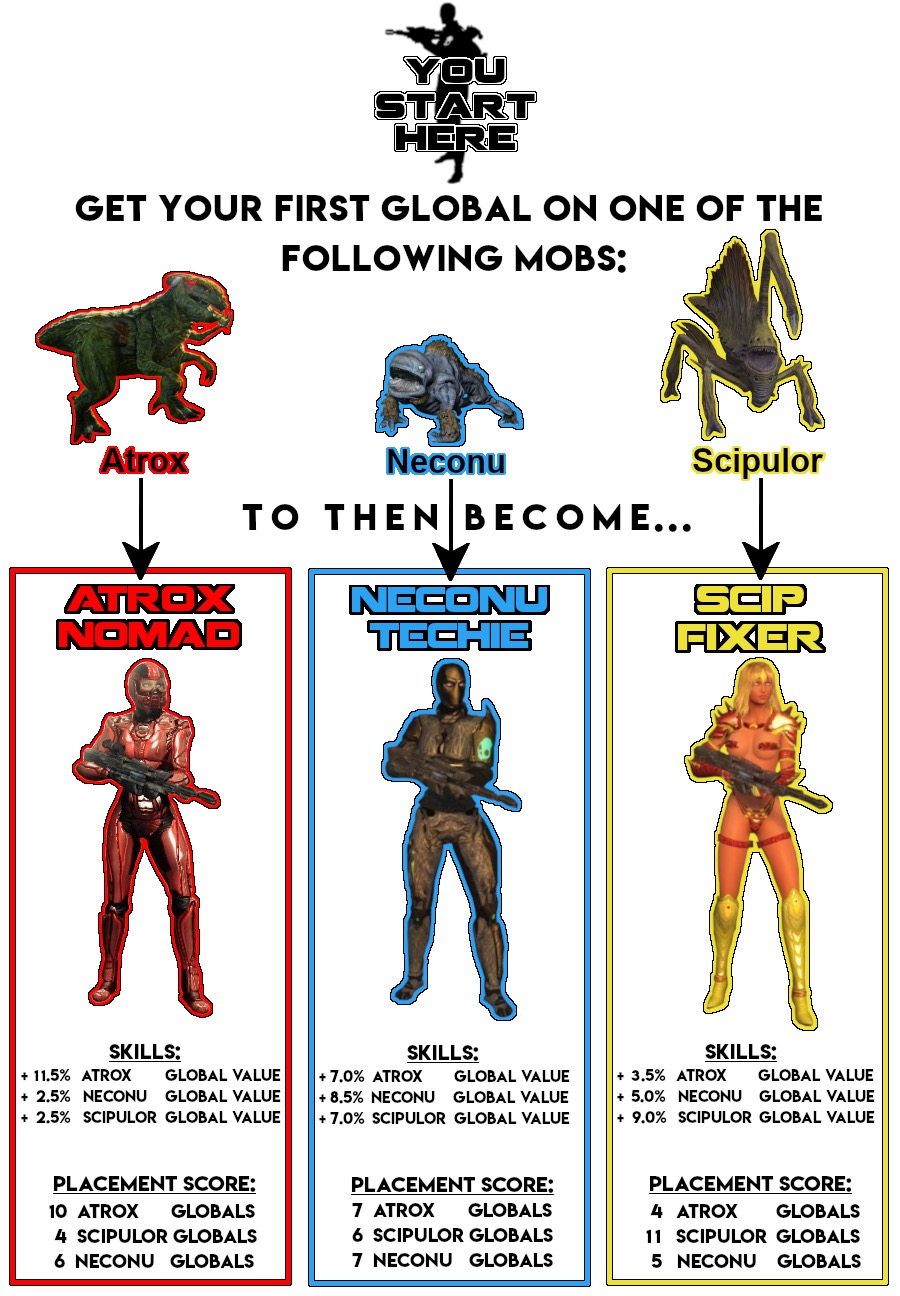 YOU
START
HERE
GET YOUR FIRST GLOBAL ON ONE OF THE
FOLLOWING MOBS:
Atrox
Neconu
Scipulor
TO THEN BECOME...
ATROX
NOMAD
SKILLS:
+ 11.5% ATROX GLOBAL VALUE
+ 2.5% NECONU GLOBAL VALUE
+ 2.5% SCIPULOR GLOBAL VALUE
PLACEMENT SCORE:
10 ATROX GLOBALS
4 SCIPULOR GLOBALS
6 NECONU GLOBALS
NECONU
TECHIE
SKILLS:
+ 7.0% ATROX GLOBAL VALUE
+ 8.5% NECONU GLOBAL VALUE
+ 7.0% SCIPULOR GLOBAL VALUE
PLACEMENT SCORE:
7 ATROX GLOBALS
6 SCIPULOR GLOBALS
7 NECONU GLOBALS
SCIP
FIXER
SKILLS:
+ 3.5% ATROX GLOBAL VALUE
+ 5.0% NECONU GLOBAL VALUE
+ 9.0% SCIPULOR GLOBAL VALUE
PLACEMENT SCORE:
4 ATROX GLOBALS
11 SCIPULOR GLOBALS
5 NECONU GLOBALS